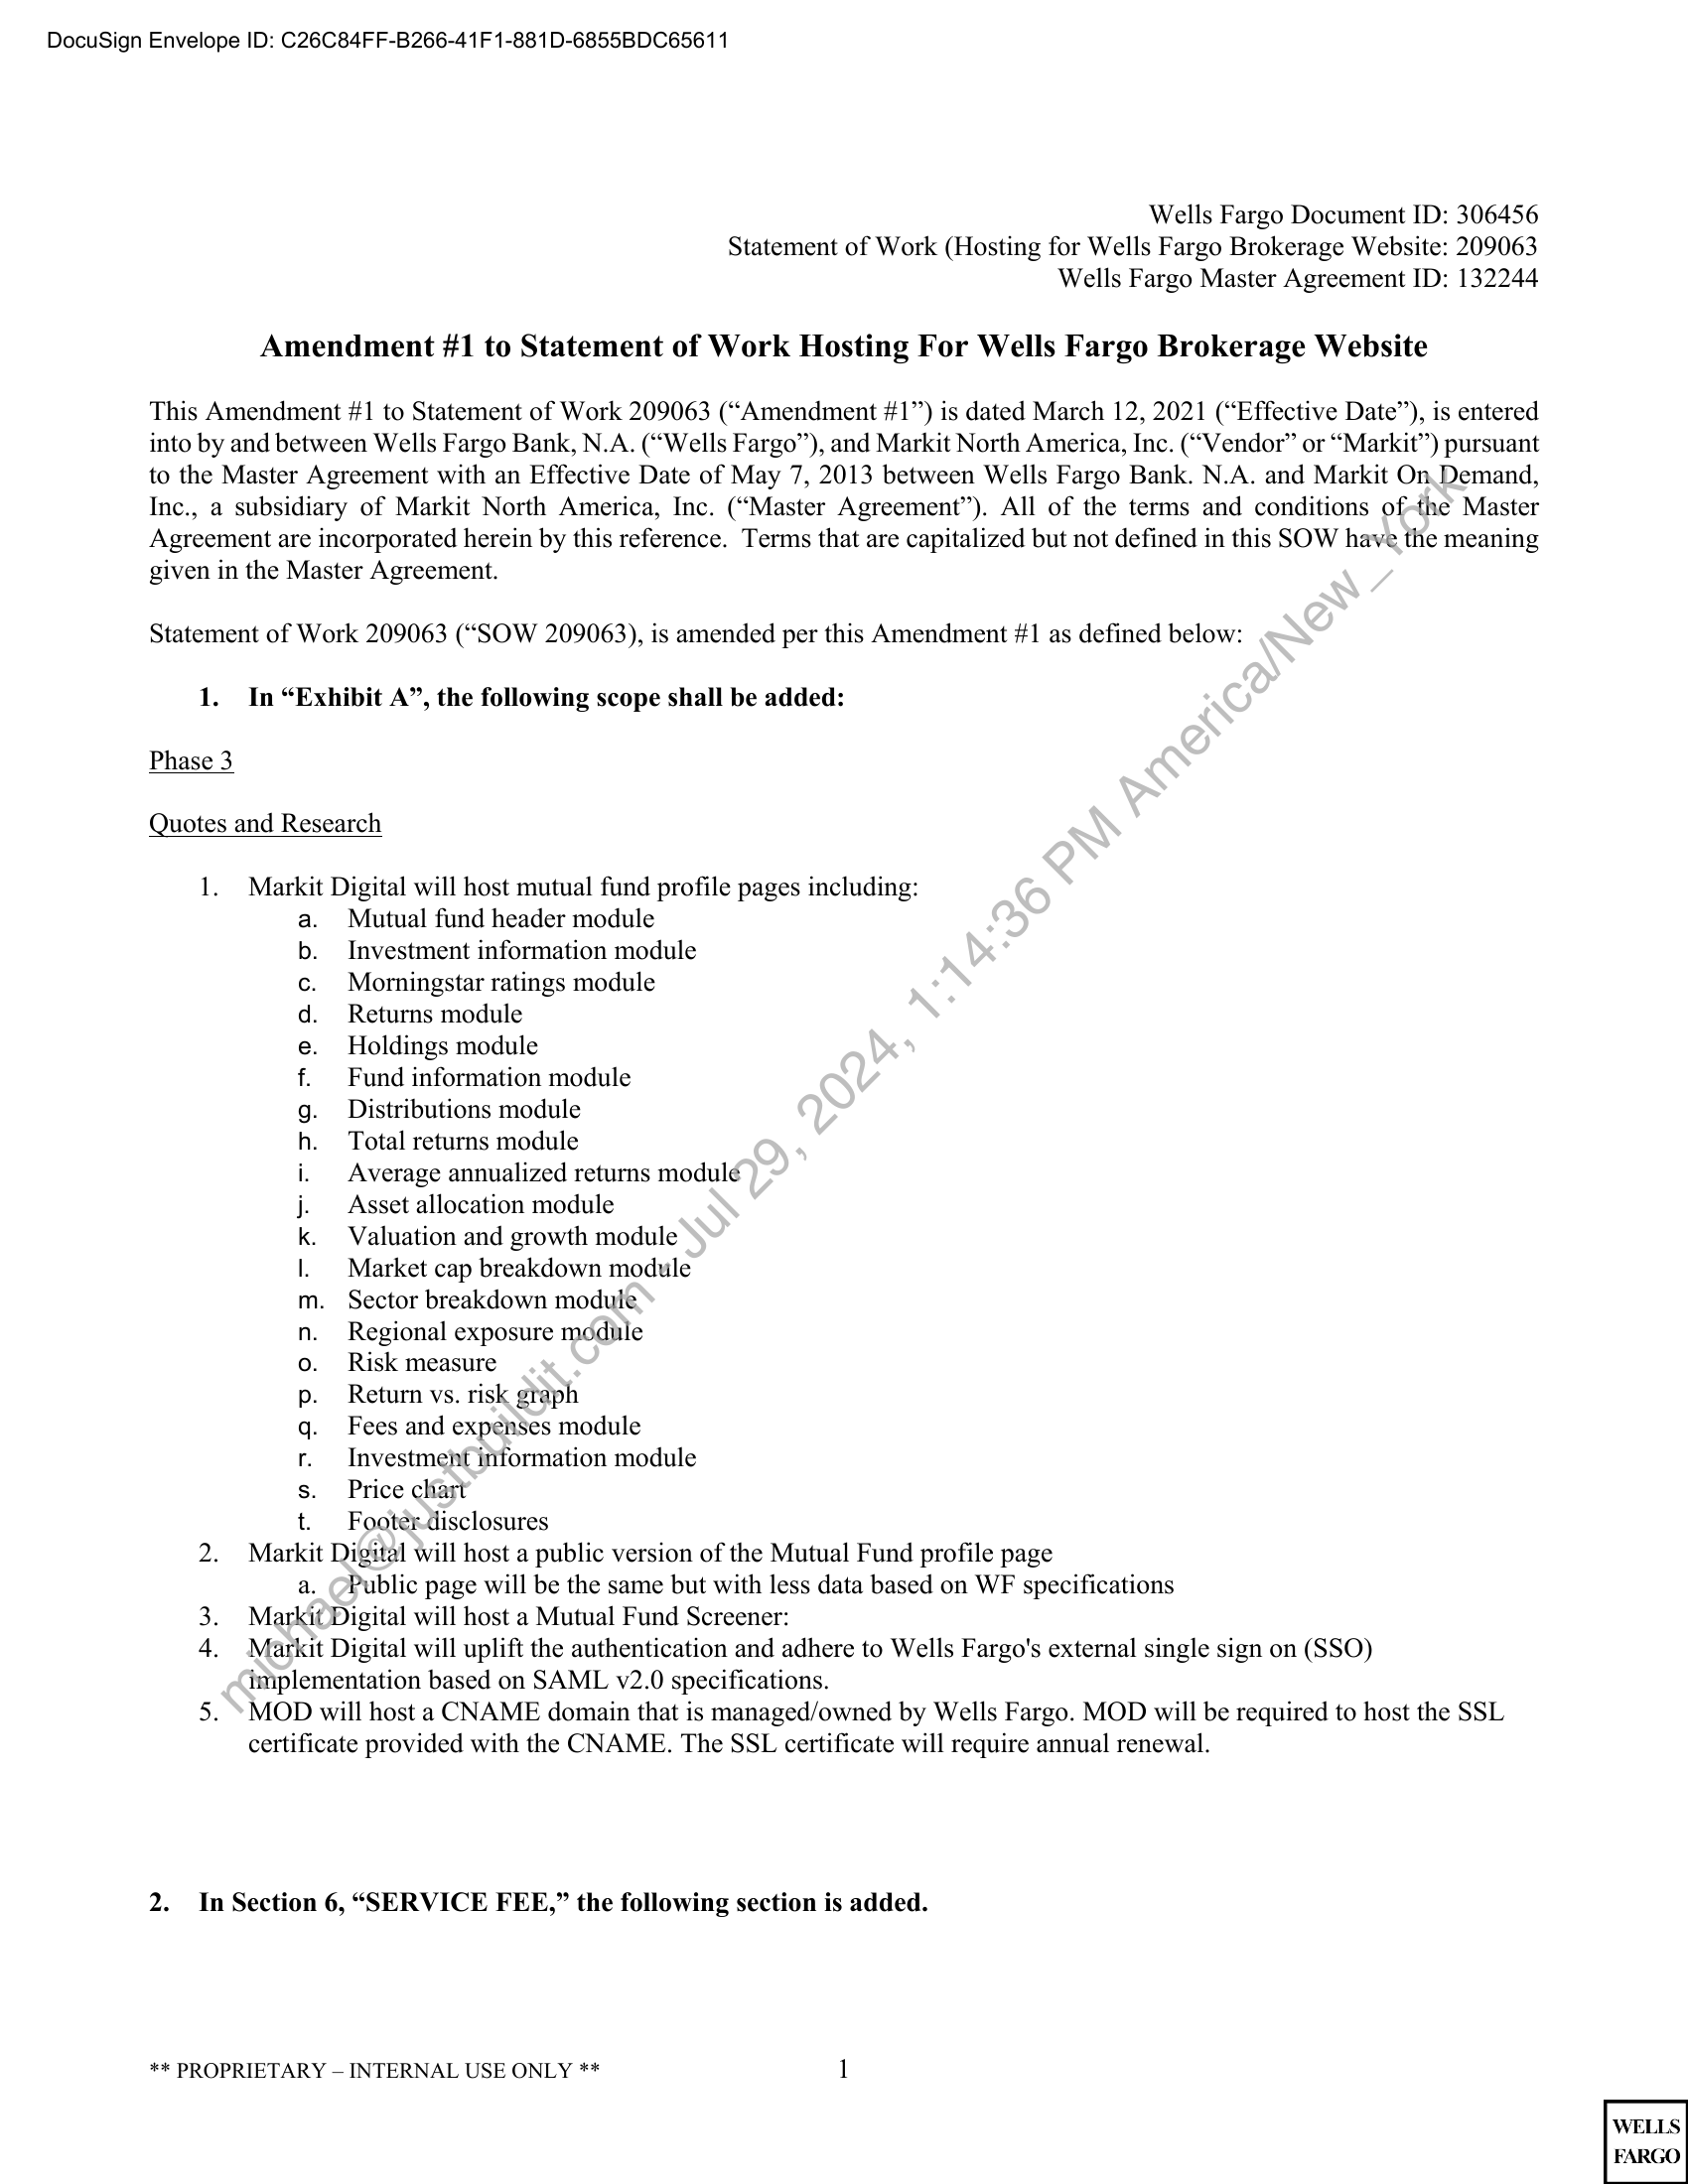 DocuSign Envelope ID: C26C84FF-B266-41F1-881D-6855BDC65611
Wells Fargo Document ID: 306456
Statement of Work (Hosting for Wells Fargo Brokerage Website: 209063
Wells Fargo Master Agreement ID: 132244
Amendment #1 to Statement of Work Hosting For Wells Fargo Brokerage Website
This Amendment #1 to Statement of Work 209063 (“Amendment #1”) is dated March 12, 2021 (“Effective Date”), is entered
into by and between Wells Fargo Bank, N.A. (“Wells Fargo”), and Markit North America, Inc. (“Vendor” or “Markit”) pursuant
to the Master Agreement with an Effective Date of May 7, 2013 between Wells Fargo Bank. N.A. and Markit On Demand,
Inc., a subsidiary of Markit North America, Inc. (“Master Agreement”). All of the terms and conditions of the Master
Agreement are incorporated herein by this reference. Terms that are capitalized but not defined in this SOW have the meaning
given in the Master Agreement.
Statement of Work 209063 (“SOW 209063), is amended per this Amendment #1 as defined below:
1. In “Exhibit A”, the following scope shall be added:
Phase 3
Quotes and Research
1. Markit Digital will host mutual fund profile pages including:
a. Mutual fund header module
b. Investment information module
c. Morningstar ratings module
d. Returns module
e. Holdings module
f. Fund information module
g. Distributions module
h. Total returns module
i. Average annualized returns module
j. Asset allocation module
k. Valuation and growth module
l. Market cap breakdown module
m. Sector breakdown module
n. Regional exposure module
o. Risk measure
p. Return vs. risk graph
q. Fees and expenses module
r. Investment information module
s. Price chart
t. Footer disclosures
2. Markit Digital will host a public version of the Mutual Fund profile page
a. Public page will be the same but with less data based on WF specifications
3. Markit Digital will host a Mutual Fund Screener:
4. Markit Digital will uplift the authentication and adhere to Wells Fargo's external single sign on (SSO)
implementation based on SAML v2.0 specifications.
5. MOD will host a CNAME domain that is managed/owned by Wells Fargo. MOD will be required to host the SSL
certificate provided with the CNAME. The SSL certificate will require annual renewal.
2. In Section 6, “SERVICE FEE,” the following section is added.
** PROPRIETARY – INTERNAL USE ONLY **
1
WELLS
FARGO
michael@justbuildit.com - Jul 29, 2024, 1:14:36 PM America/New_York